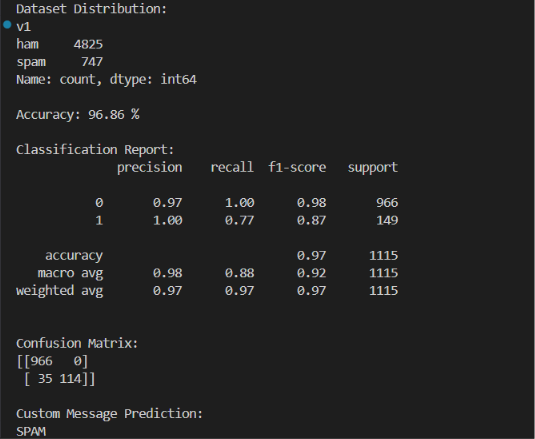 Dataset Distribution:
v1
ham     4825
spam     747
Name: count, dtype: int64
Accuracy: 96.86 %
Classification Report:
              precision    recall  f1-score   support
           0       0.97      1.00      0.98       966
           1       1.00      0.77      0.87       149
    accuracy                           0.97      1115
   macro avg       0.98      0.88      0.92      1115
weighted avg       0.97      0.97      0.97      1115
Confusion Matrix:
[[966   0]
 [ 35 114]]
Custom Message Prediction:
SPAM